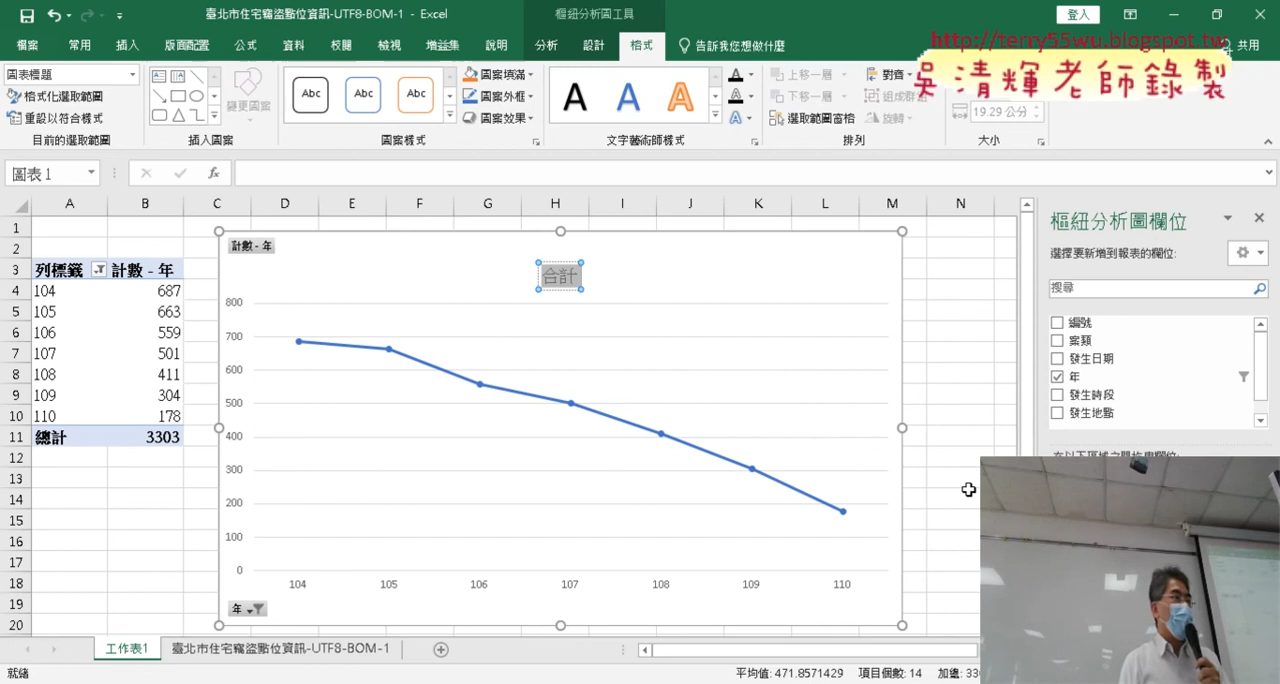 臺北市住宅竊盜點位資訊-UTF8-BOM-1 - Excel
樞紐分析圖工具
登入
檔案 常用 插入 版面配置 公式 資料 校閱 檢視 增益集 說明 分析 設計 格式 告訴我您想做什麼 共用
http://terry55wu.blogspot.tw
吳清輝老師錄製
圖表標題
格式化選取範圍
重設以符合樣式
目前的選取範圍
變更圖案
插入圖案
Abc Abc Abc
圖案填滿
圖案外框
圖案效果
圖案樣式
A A A
文字藝術師樣式
上移一層
下移一層
選取範圍窗格
對齊
組成群組
旋轉
排列
19.29 公分
大小
圖表 1
fx
A B C D E F G H I J K L M N
1
2
3 列標籤 計數 - 年
4 104 687
5 105 663
6 106 559
7 107 501
8 108 411
9 109 304
10 110 178
11 總計 3303
12
13
14
15
16
17
18
19
20
計數 - 年
合計
800
700
600
500
400
300
200
100
0
104 105 106 107 108 109 110
年
樞紐分析圖欄位
選擇要新增到報表的欄位:
搜尋
編號
案類
發生日期
年
發生時段
發生地點
在以下區域之間拖曳欄位:
工作表1 臺北市住宅竊盜點位資訊-UTF8-BOM-1
就緒
平均值: 471.8571429 項目個數: 14 加總: 330